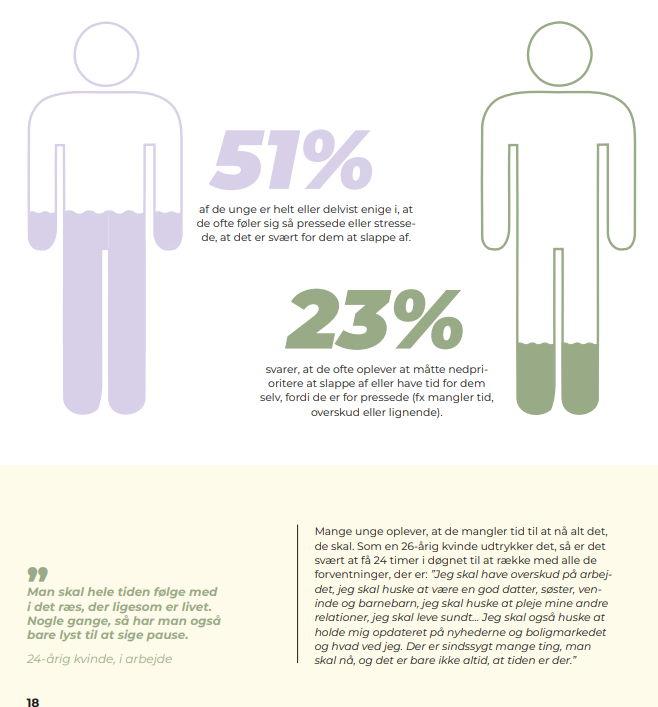 51%
af de unge er helt eller delvist enige i, at
de ofte føler sig så pressede eller stresse-
de, at det er svært for dem at slappe af.
23%
svarer, at de ofte oplever at måtte nedpri-
oritere at slappe af eller have tid for dem
selv, fordi de er for pressede (fx mangler tid,
overskud eller lignende).
”
Man skal hele tiden følge med
i det ræs, der ligesom er livet.
Nogle gange, så har man også
bare lyst til at sige pause.
24-årig kvinde, i arbejde
Mange unge oplever, at de mangler tid til at nå alt det,
de skal. Som en 26-årig kvinde udtrykker det, så er det
svært at få 24 timer i døgnet til at række med alle de
forventninger, der er: ”Jeg skal have overskud på arbej-
det, jeg skal huske at være en god datter, søster, ven-
inde og barnebarn, jeg skal huske at pleje mine andre
relationer, jeg skal leve sundt... Jeg skal også huske at
holde mig opdateret på nyhederne og boligmarkedet
og hvad ved jeg. Der er sindssygt mange ting, man
skal nå, og det er bare ikke altid, at tiden er der.”
18